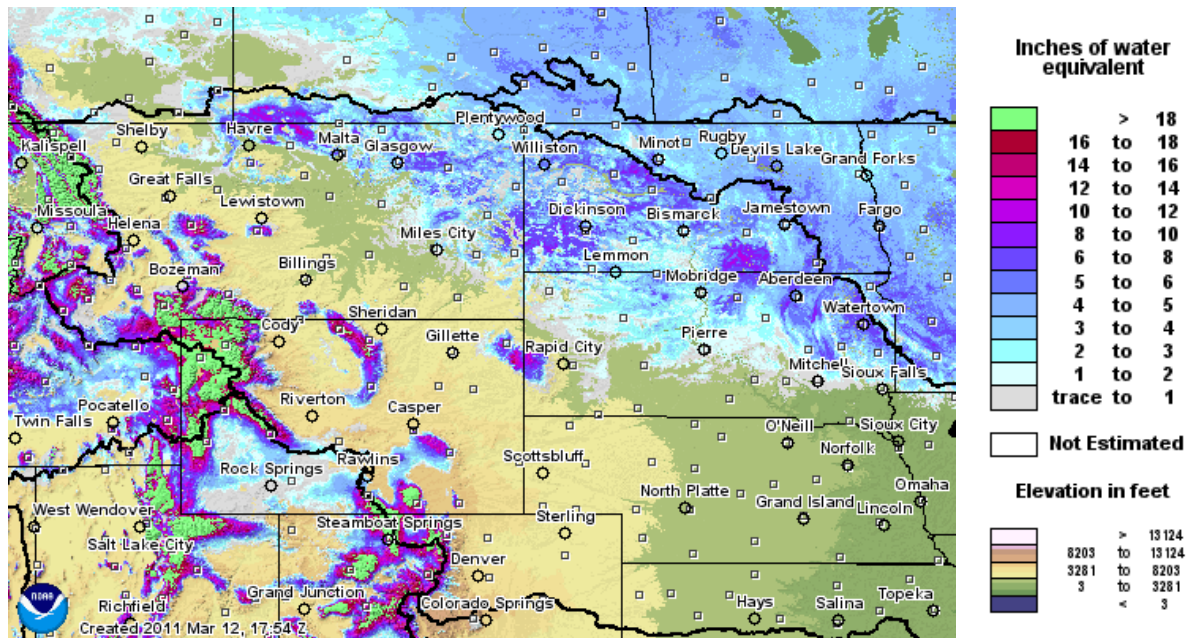 Shelby
Havre
Malta
Plentywood
Kalispell
Glasgow
Williston
Minot
Rugby
Devils Lake
Grand Forks
Great Falls
Lewistown
Missoula
Helena
Dickinson
Bismarck
Jamestown
Fargo
Miles City
Bozeman
Billings
Lemmon
Mobridge
Aberdeen
Watertown
Cody
Sheridan
Gillette
Rapid City
Pierre
Mitchell
Sioux Falls
Pocatello
Riverton
Casper
Twin Falls
O'Neill
Sioux City
Rock Springs
Rawlins
Scottsbluff
Norfolk
West Wendover
North Platte
Grand Island
Omaha
Lincoln
Salt Lake City
Steamboat Springs
Sterling
Denver
Grand Junction
Colorado Springs
Richfield
Hays
Salina
Topeka
NOAA
Created 2011 Mar 12, 17:54 Z
Inches of water
equivalent
> 18
16 to 18
14 to 16
12 to 14
10 to 12
8 to 10
6 to 8
5 to 6
4 to 5
3 to 4
2 to 3
1 to 2
trace to 1
Not Estimated
Elevation in feet
> 13124
8203 to 13124
3281 to 8203
3 to 3281
< 3